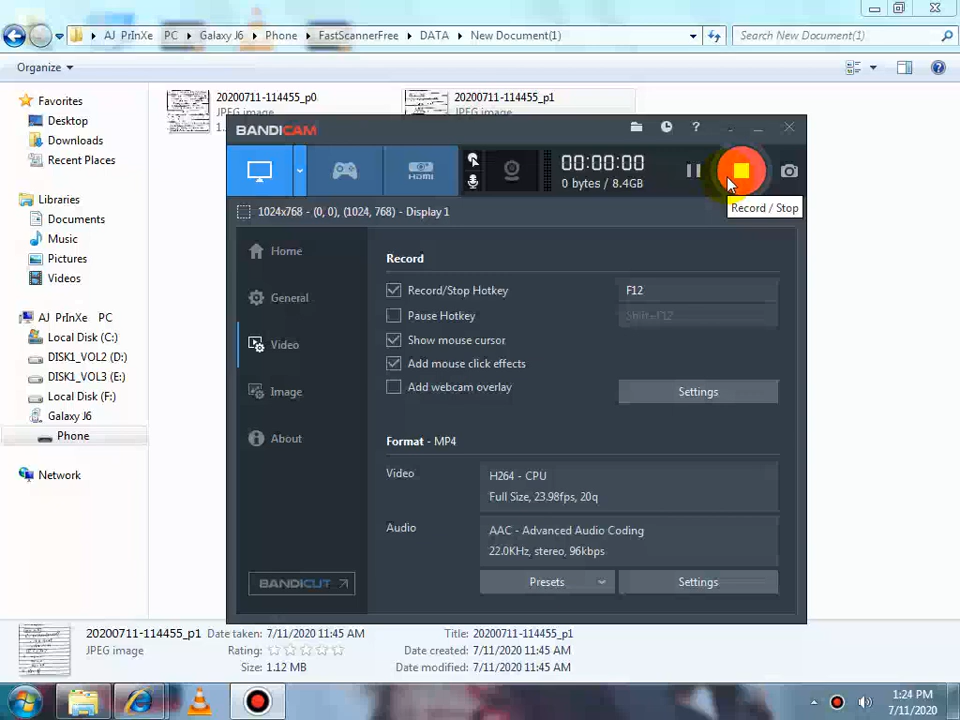 AJ PrInXe PC Galaxy J6 Phone FastScannerFree DATA New Document(1)
Search New Document(1)
Organize
Favorites
Desktop
Downloads
Recent Places
Libraries
Documents
Music
Pictures
Videos
AJ PrInXe PC
Local Disk (C:)
DISK1_VOL2 (D:)
DISK1_VOL3 (E:)
Local Disk (F:)
Galaxy J6
Phone
Network
20200711-114455_p0
JPEG image
20200711-114455_p1
JPEG image
BANDICAM
HDMI
00:00:00
0 bytes / 8.4GB
Record / Stop
1024x768 - (0, 0), (1024, 768) - Display 1
Home
General
Video
Image
About
BANDICUT
Record
Record/Stop Hotkey
F12
Pause Hotkey
Shift+F12
Show mouse cursor
Add mouse click effects
Add webcam overlay
Settings
Format - MP4
Video
H264 - CPU
Full Size, 23.98fps, 20q
Audio
AAC - Advanced Audio Coding
22.0KHz, stereo, 96kbps
Presets
Settings
20200711-114455_p1
JPEG image
Date taken: 7/11/2020 11:45 AM
Rating:
Size: 1.12 MB
Title: 20200711-114455_p1
Date created: 7/11/2020 11:45 AM
Date modified: 7/11/2020 11:45 AM
1:24 PM
7/11/2020